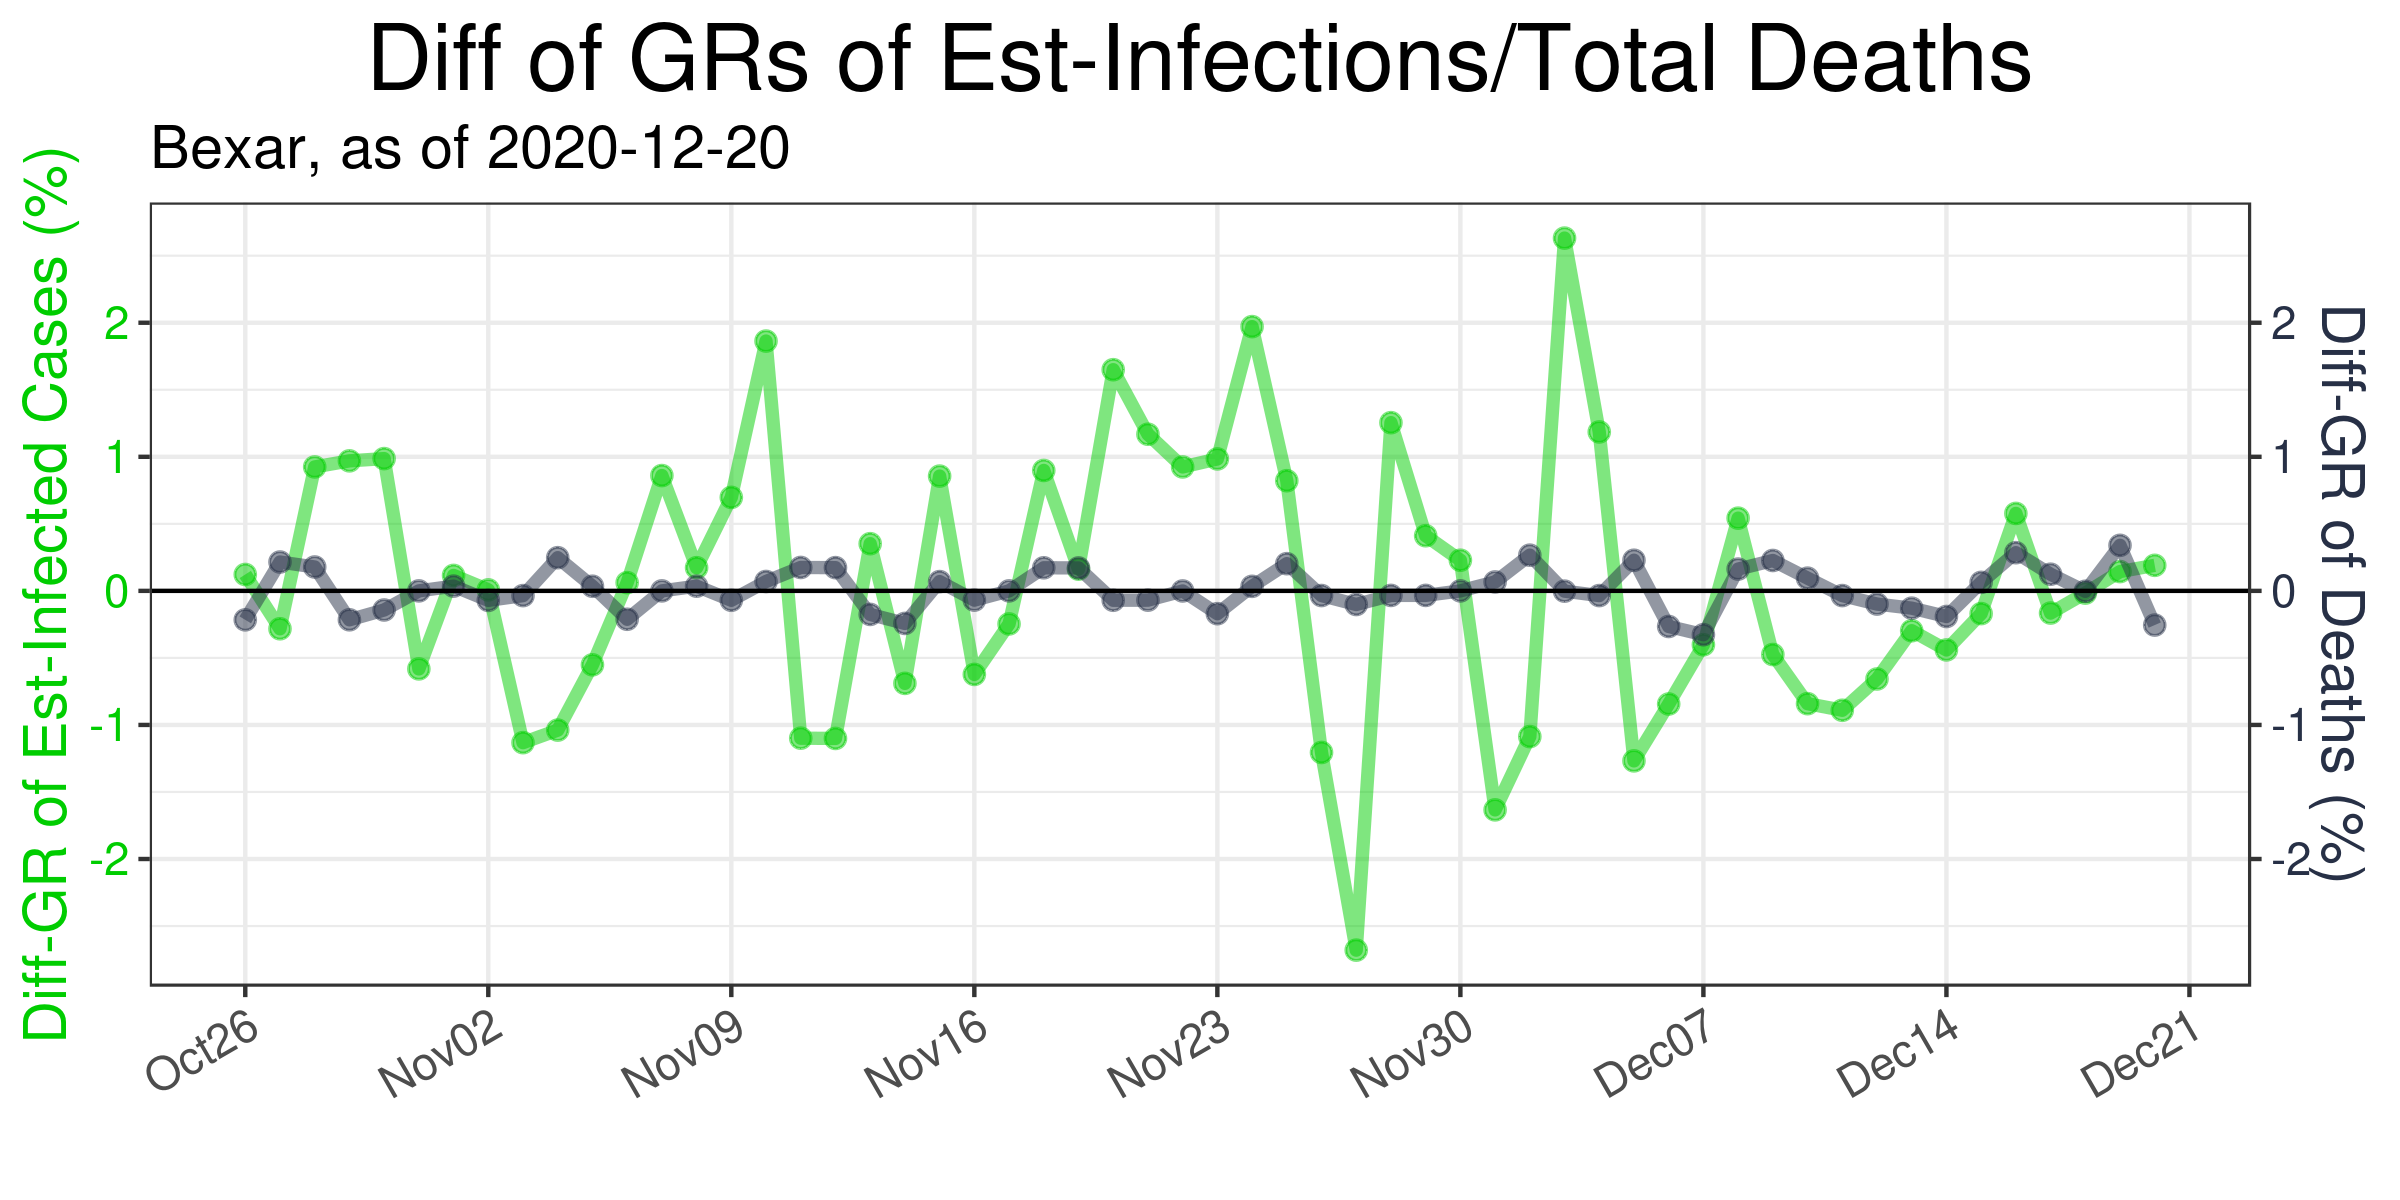 Diff of GRs of Est-Infections/Total Deaths
Bexar, as of 2020-12-20
Diff-GR of Est-Infected Cases (%)
2
1
0
-1
-2
2
1
0
-1
-2
Diff-GR of Deaths (%)
Oct26
Nov02
Nov09
Nov16
Nov23
Nov30
Dec07
Dec14
Dec21